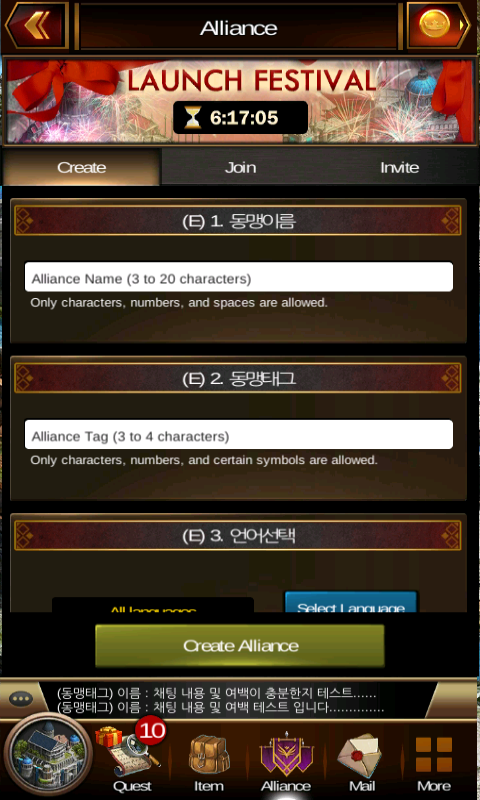 Alliance
LAUNCH FESTIVAL
6:17:05
Create
Join
Invite
(E) 1. 동맹이름
Alliance Name (3 to 20 characters)
Only characters, numbers, and spaces are allowed.
(E) 2. 동맹태그
Alliance Tag (3 to 4 characters)
Only characters, numbers, and certain symbols are allowed.
(E) 3. 언어선택
All languages
Select Language
Create Alliance
(동맹태그) 이름 : 채팅 내용 및 여백이 충분한지 테스트......
(동맹태그) 이름 : 채팅 내용 및 여백 테스트 입니다..............
10
Quest
Item
Alliance
Mail
More